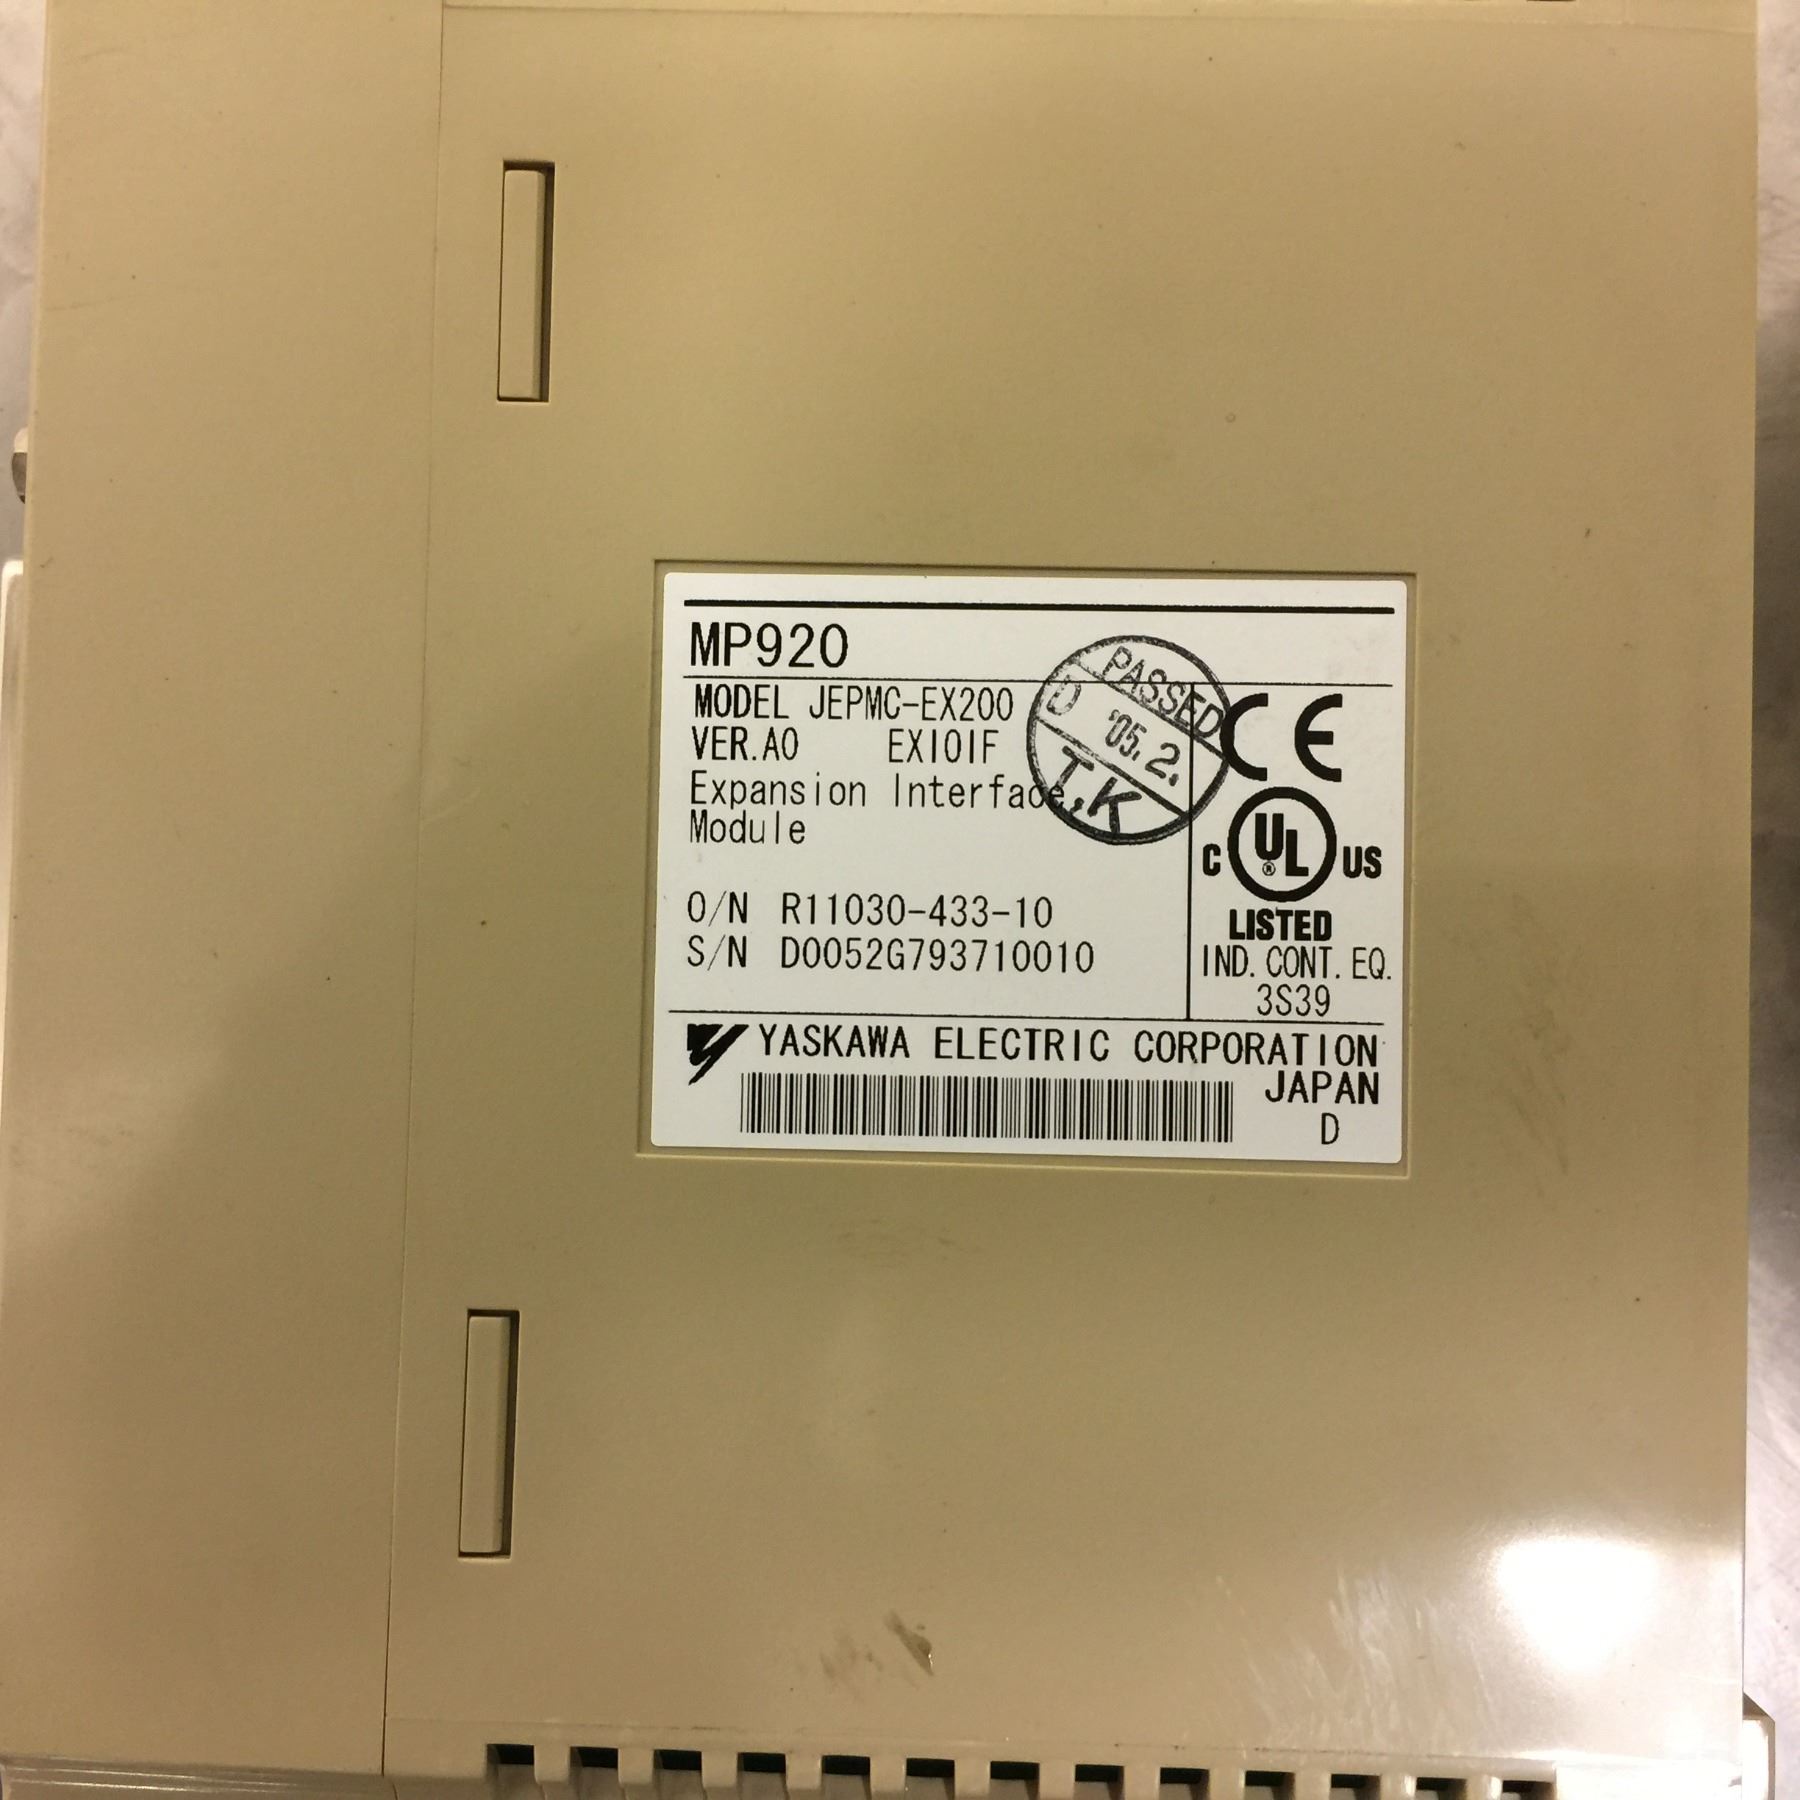 MP920
MODEL JEPMC-EX200
VER.A0 EXIOIF
Expansion Interface
Module
PASSED
D '05.2.
T.K
O/N R11030-433-10
S/N D0052G793710010
CE
C UL® US
LISTED
IND. CONT. EQ.
3S39
YASKAWA ELECTRIC CORPORATION
JAPAN
D